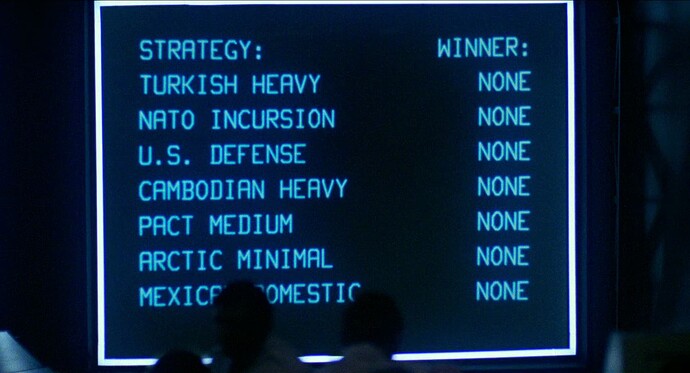 STRATEGY: WINNER:
TURKISH HEAVY NONE
NATO INCURSION NONE
U.S. DEFENSE NONE
CAMBODIAN HEAVY NONE
PACT MEDIUM NONE
ARCTIC MINIMAL NONE
NONE